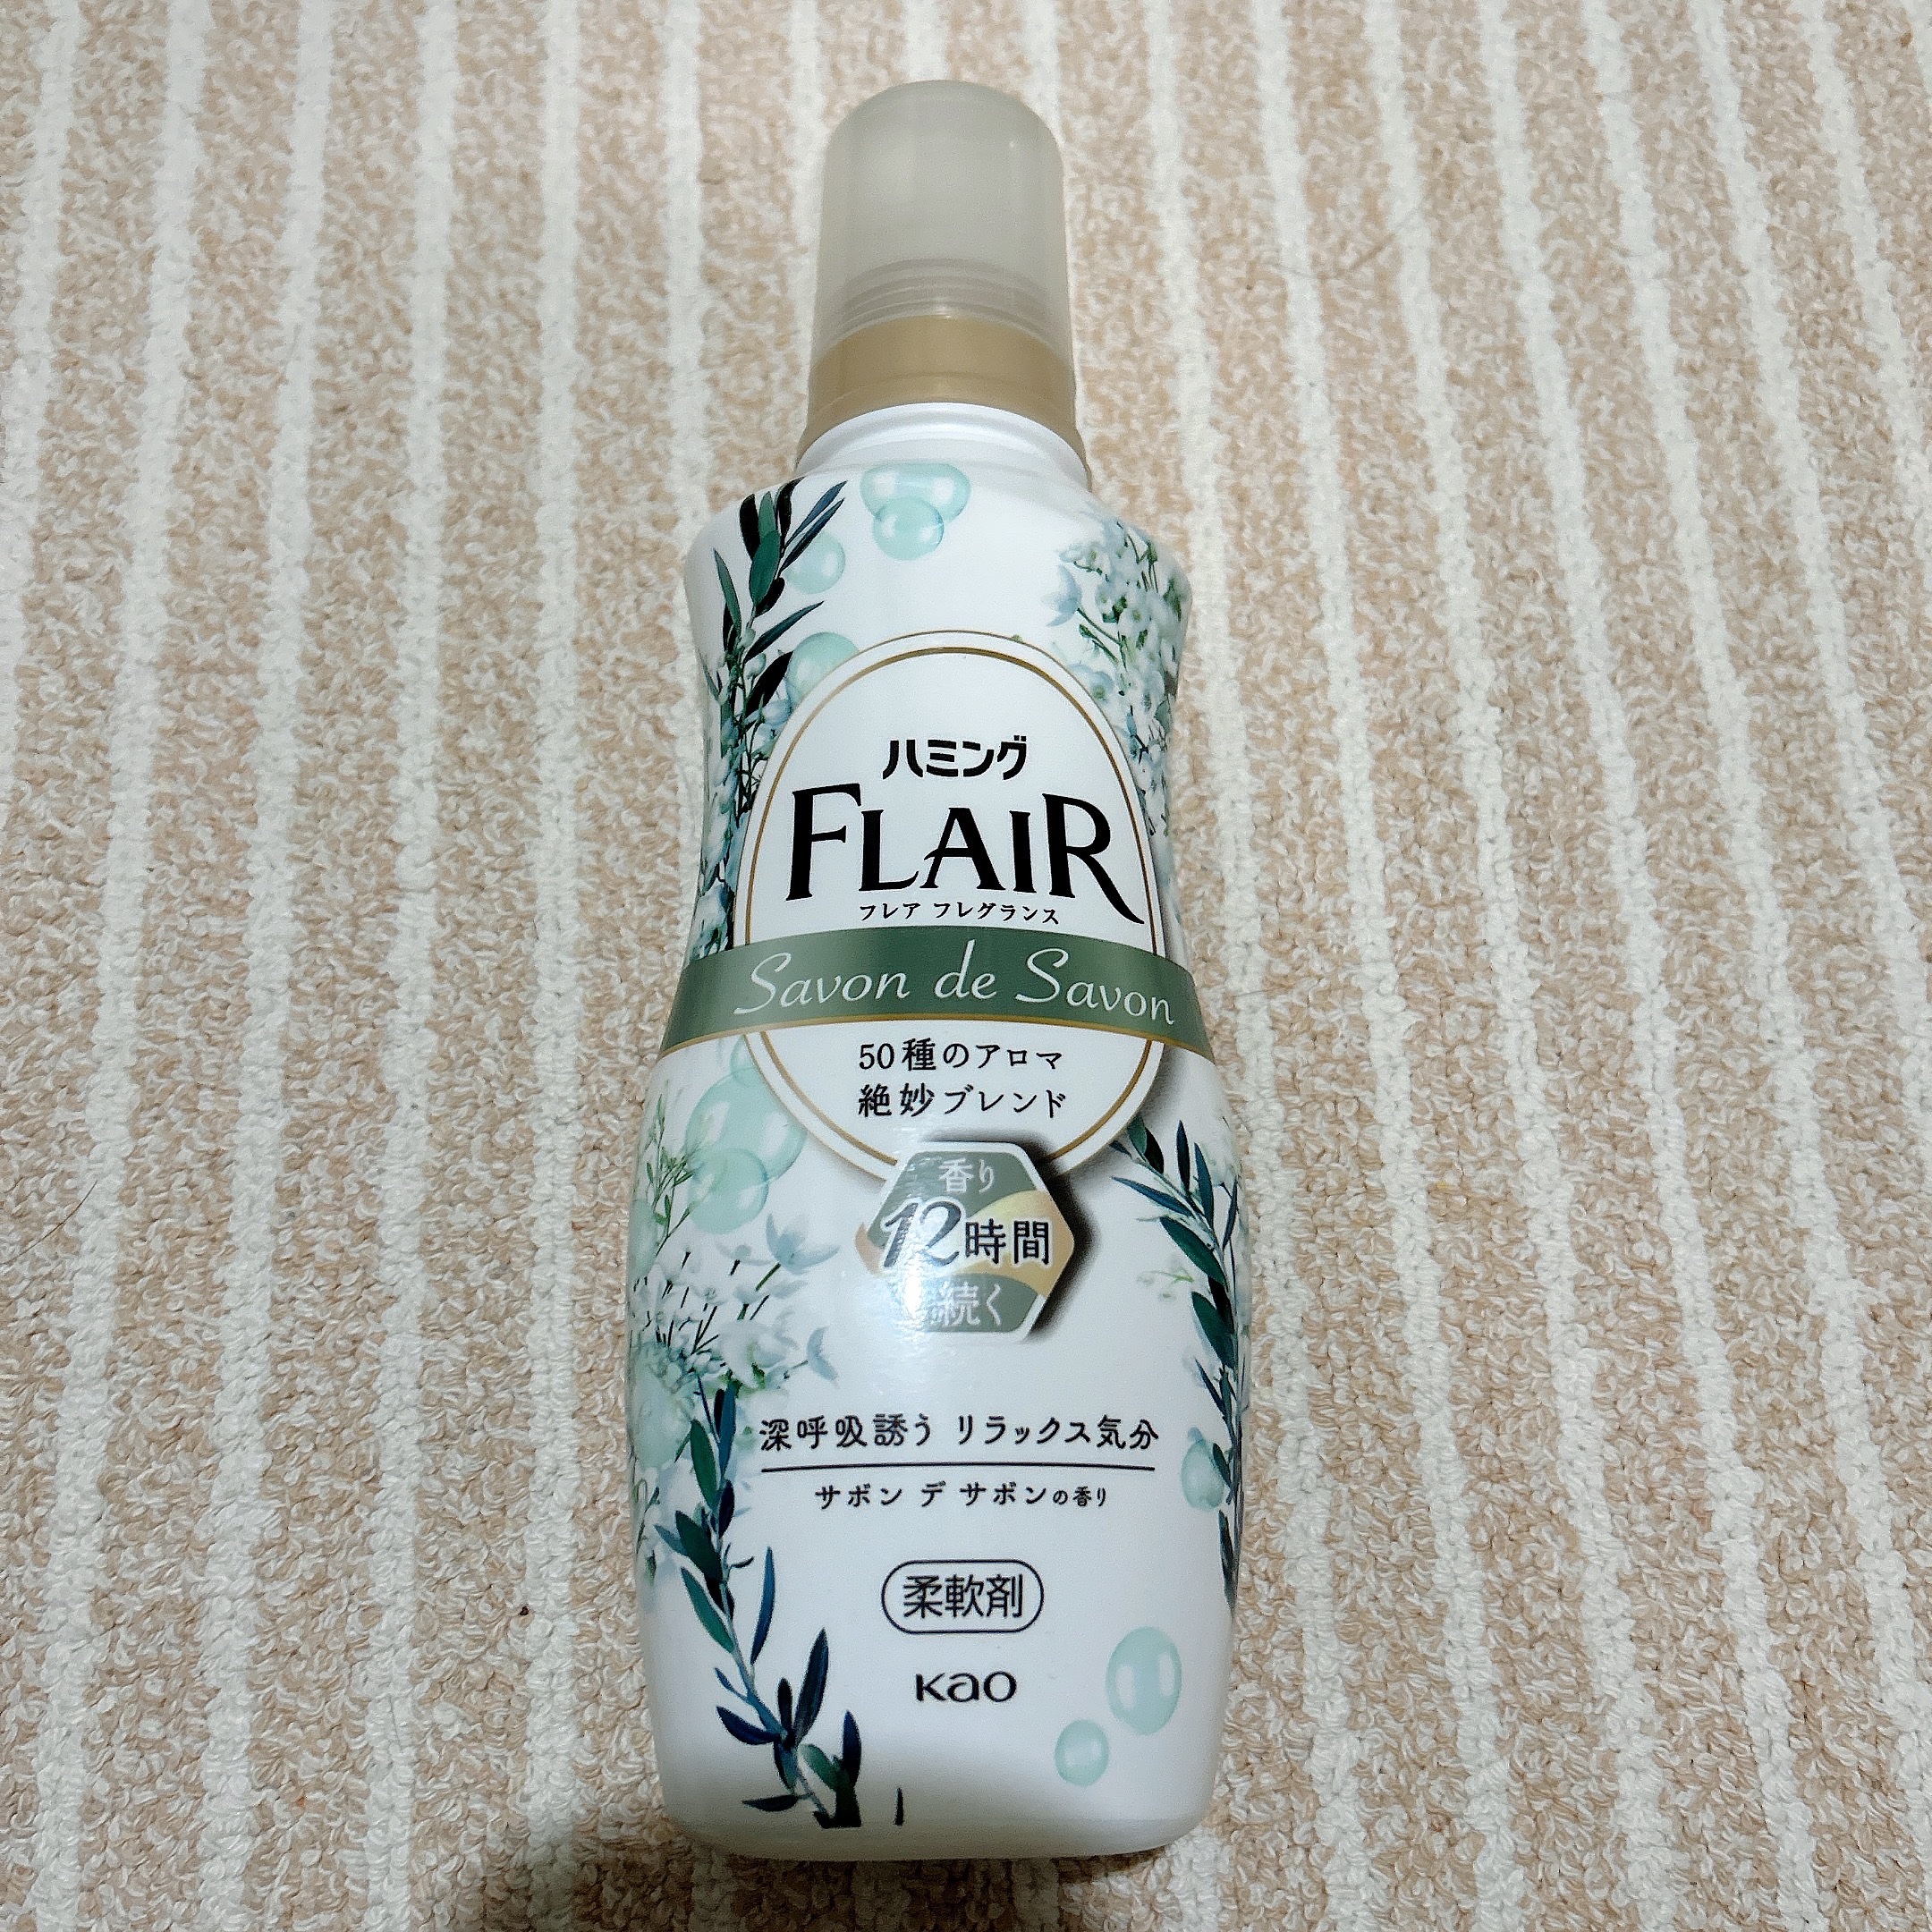 ハミング
FLAIR
フレア フレグランス
Savon de Savon
50種のアロマ
絶妙ブレンド
香り
12時間
続く
深呼吸誘う リラックス気分
サボン デ サボンの香り
柔軟剤
Kao